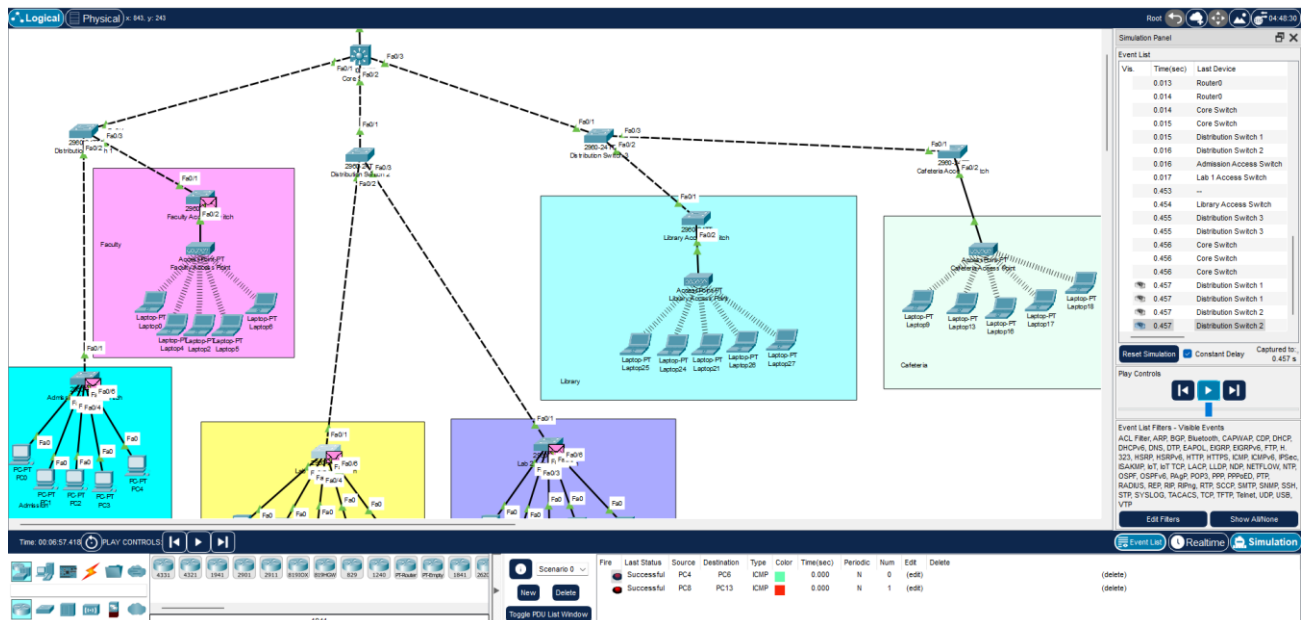 Logical
Physical
x: 843, y: 243
Root
04:48:30
Simulation Panel
Event List
Vis. Time(sec) Last Device
0.013 Router0
0.014 Router0
0.014 Core Switch
0.015 Core Switch
0.015 Distribution Switch 1
0.016 Distribution Switch 2
0.016 Admission Access Switch
0.017 Lab 1 Access Switch
0.453 --
0.454 Library Access Switch
0.455 Distribution Switch 3
0.455 Distribution Switch 3
0.456 Core Switch
0.456 Core Switch
0.456 Core Switch
0.457 Distribution Switch 1
0.457 Distribution Switch 1
0.457 Distribution Switch 2
0.457 Distribution Switch 2
Reset Simulation
Constant Delay
Captured to:
0.457 s
Play Controls
Event List Filters - Visible Events
ACL Filter, ARP, BGP, Bluetooth, CAPWAP, CDP, DHCP,
DHCPv6, DNS, DTP, EAPOL, EIGRP, EIGRPv6, FTP, H.
323, HSRP, HSRPv6, HTTP, HTTPS, ICMP, ICMPv6, IPSec,
ISAKMP, IoT, IoT TCP, LACP, LLDP, NDP, NETFLOW, NTP,
OSPF, OSPFv6, PAgP, POP3, PPP, PPPoED, PTP,
RADIUS, REP, RIP, RIPng, RTP, SCCP, SMTP, SNMP, SSH,
STP, SYSLOG, TACACS, TCP, TFTP, Telnet, UDP, USB,
VTP
Edit Filters
Show All/None
Fa0/1
Fa0/3
Core
Fa0/2
Fa0/3
Fa0/2
Distribution Switch 1
Fa0/1
Fa0/3
Fa0/2
Fa0/1
Fa0/3
Fa0/2
Distribution Switch
Fa0/1
Fa0/2
Cafeteria
Fa0/1
Fa0/2
Faculty
Access-Point-PT
Faculty Access Point
Laptop-PT
Laptop0
Laptop-PT
Laptop4
Laptop-PT
Laptop2
Laptop-PT
Laptop5
Laptop-PT
Laptop6
Fa0/1
Fa0/2
Access-Point-PT
Library Access Point
Laptop-PT
Laptop25
Laptop-PT
Laptop24
Laptop-PT
Laptop21
Laptop-PT
Laptop26
Laptop-PT
Laptop27
Library
Access-Point-PT
Cafeteria Access Point
Laptop-PT
Laptop9
Laptop-PT
Laptop13
Laptop-PT
Laptop16
Laptop-PT
Laptop17
Laptop-PT
Laptop18
Cafeteria
Fa0/1
Fa0/6
Fa0/4
Fa0
Fa0
Fa0
Fa0
Fa0
PC-PT
PC0
PC-PT
PC1
PC-PT
PC2
PC-PT
PC3
PC-PT
PC4
Admission
Fa0/1
Fa0/6
Fa0/4
Fa0
Fa0
Fa0
Fa0
Fa0
Fa0/1
Lab 2
Fa0/6
Fa0/3
Fa0
Fa0
Fa0
Fa0
Fa0
Time: 00:06:57.418
PLAY CONTROLS:
Event List
Realtime
Simulation
4331 4321 1941 2901 2911 819IOX 819HGW 829 1240 PT-Router PT-Empty 1841
Scenario 0
New
Delete
Toggle PDU List Window
Fire Last Status Source Destination Type Color Time(sec) Periodic Num Edit Delete
Successful PC4 PC6 ICMP 0.000 N 0 (edit) (delete)
Successful PC8 PC13 ICMP 0.000 N 1 (edit) (delete)